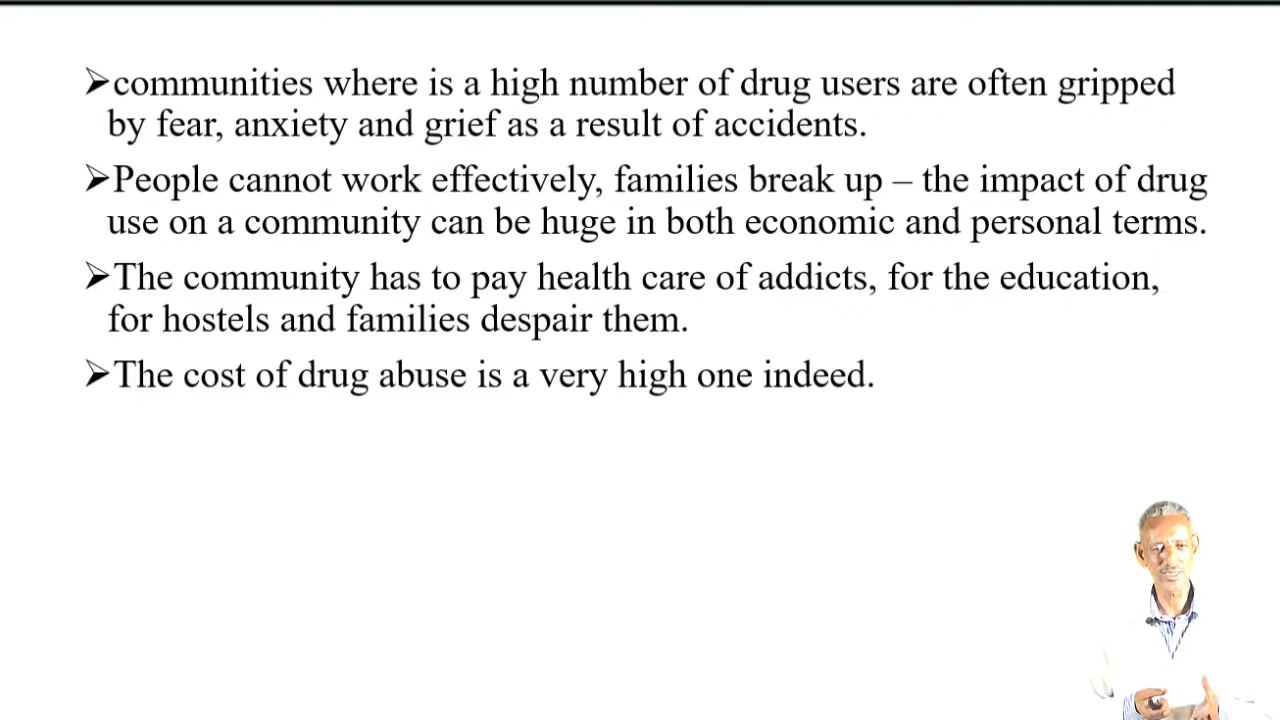 ➢communities where is a high number of drug users are often gripped
by fear, anxiety and grief as a result of accidents.
➢People cannot work effectively, families break up – the impact of drug
use on a community can be huge in both economic and personal terms.
➢The community has to pay health care of addicts, for the education,
for hostels and families despair them.
➢The cost of drug abuse is a very high one indeed.